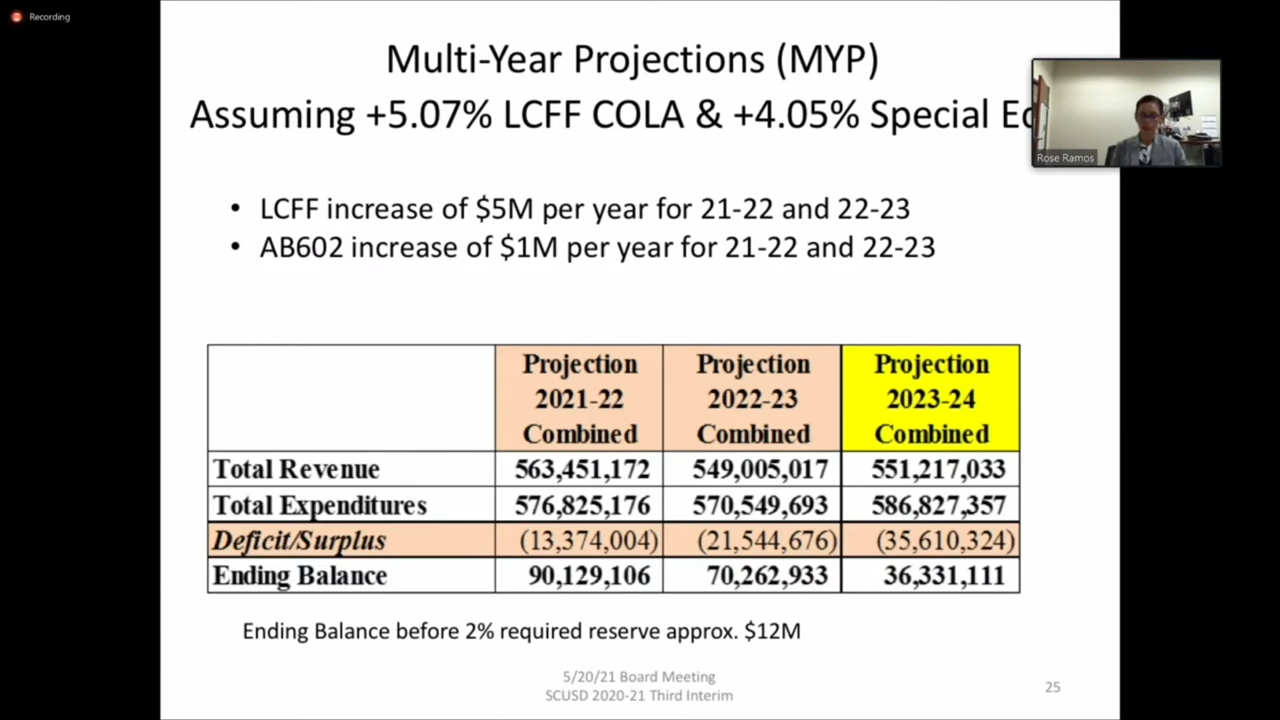 Recording
Multi-Year Projections (MYP)
Assuming +5.07% LCFF COLA & +4.05% Special
Rose Ramos
• LCFF increase of $5M per year for 21-22 and 22-23
• AB602 increase of $1M per year for 21-22 and 22-23
Projection 2021-22 Combined
Projection 2022-23 Combined
Projection 2023-24 Combined
Total Revenue 563,451,172 549,005,017 551,217,033
Total Expenditures 576,825,176 570,549,693 586,827,357
Deficit/Surplus (13,374,004) (21,544,676) (35,610,324)
Ending Balance 90,129,106 70,262,933 36,331,111
Ending Balance before 2% required reserve approx. $12M
5/20/21 Board Meeting
SCUSD 2020-21 Third Interim
25